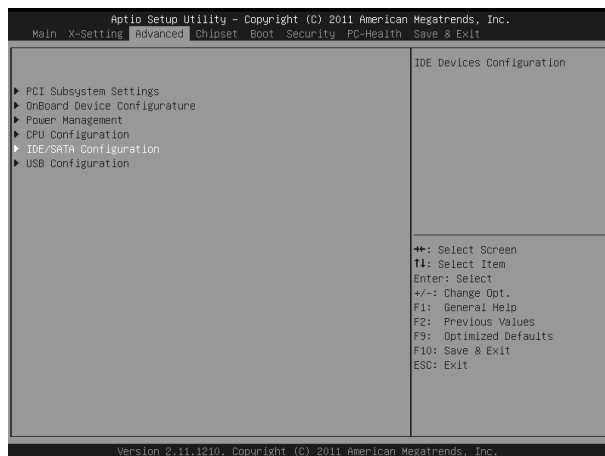 Aptio Setup Utility – Copyright (C) 2011 American Megatrends, Inc.
Main X-Setting Advanced Chipset Boot Security PC-Health Save & Exit
IDE Devices Configuration
▶ PCI Subsystem Settings
▶ OnBoard Device Configurature
▶ Power Management
▶ CPU Configuration
▶ IDE/SATA Configuration
▶ USB Configuration
→←: Select Screen
↑↓: Select Item
Enter: Select
+/-: Change Opt.
F1: General Help
F2: Previous Values
F9: Optimized Defaults
F10: Save & Exit
ESC: Exit
Version 2.11.1210. Copyright (C) 2011 American Megatrends, Inc.